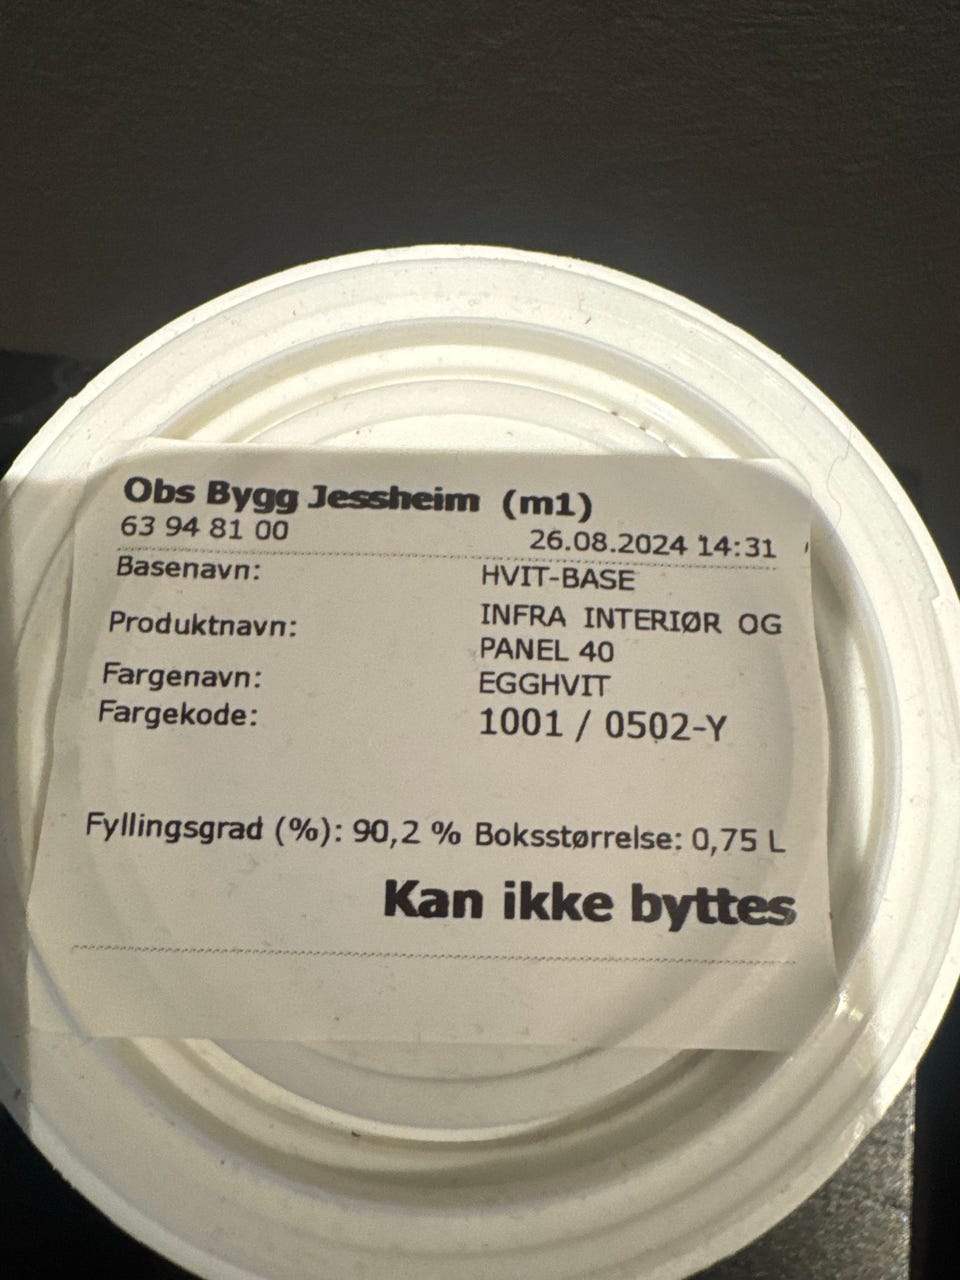 Obs Bygg Jessheim (m1)
63 94 81 00 26.08.2024 14:31
Basenavn: HVIT-BASE
Produktnavn: INFRA INTERIØR OG
PANEL 40
Fargenavn: EGGHVIT
Fargekode: 1001 / 0502-Y
Fyllingsgrad (%): 90,2 % Boksstørrelse: 0,75 L
Kan ikke byttes